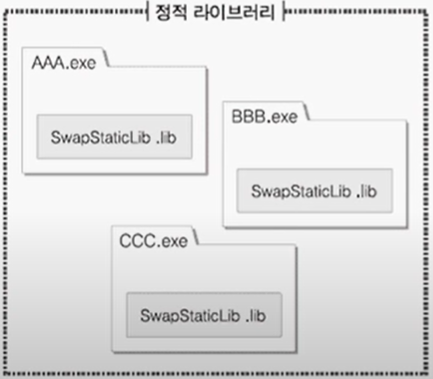 정적 라이브러리
AAA.exe
SwapStaticLib .lib
BBB.exe
SwapStaticLib .lib
CCC.exe
SwapStaticLib .lib